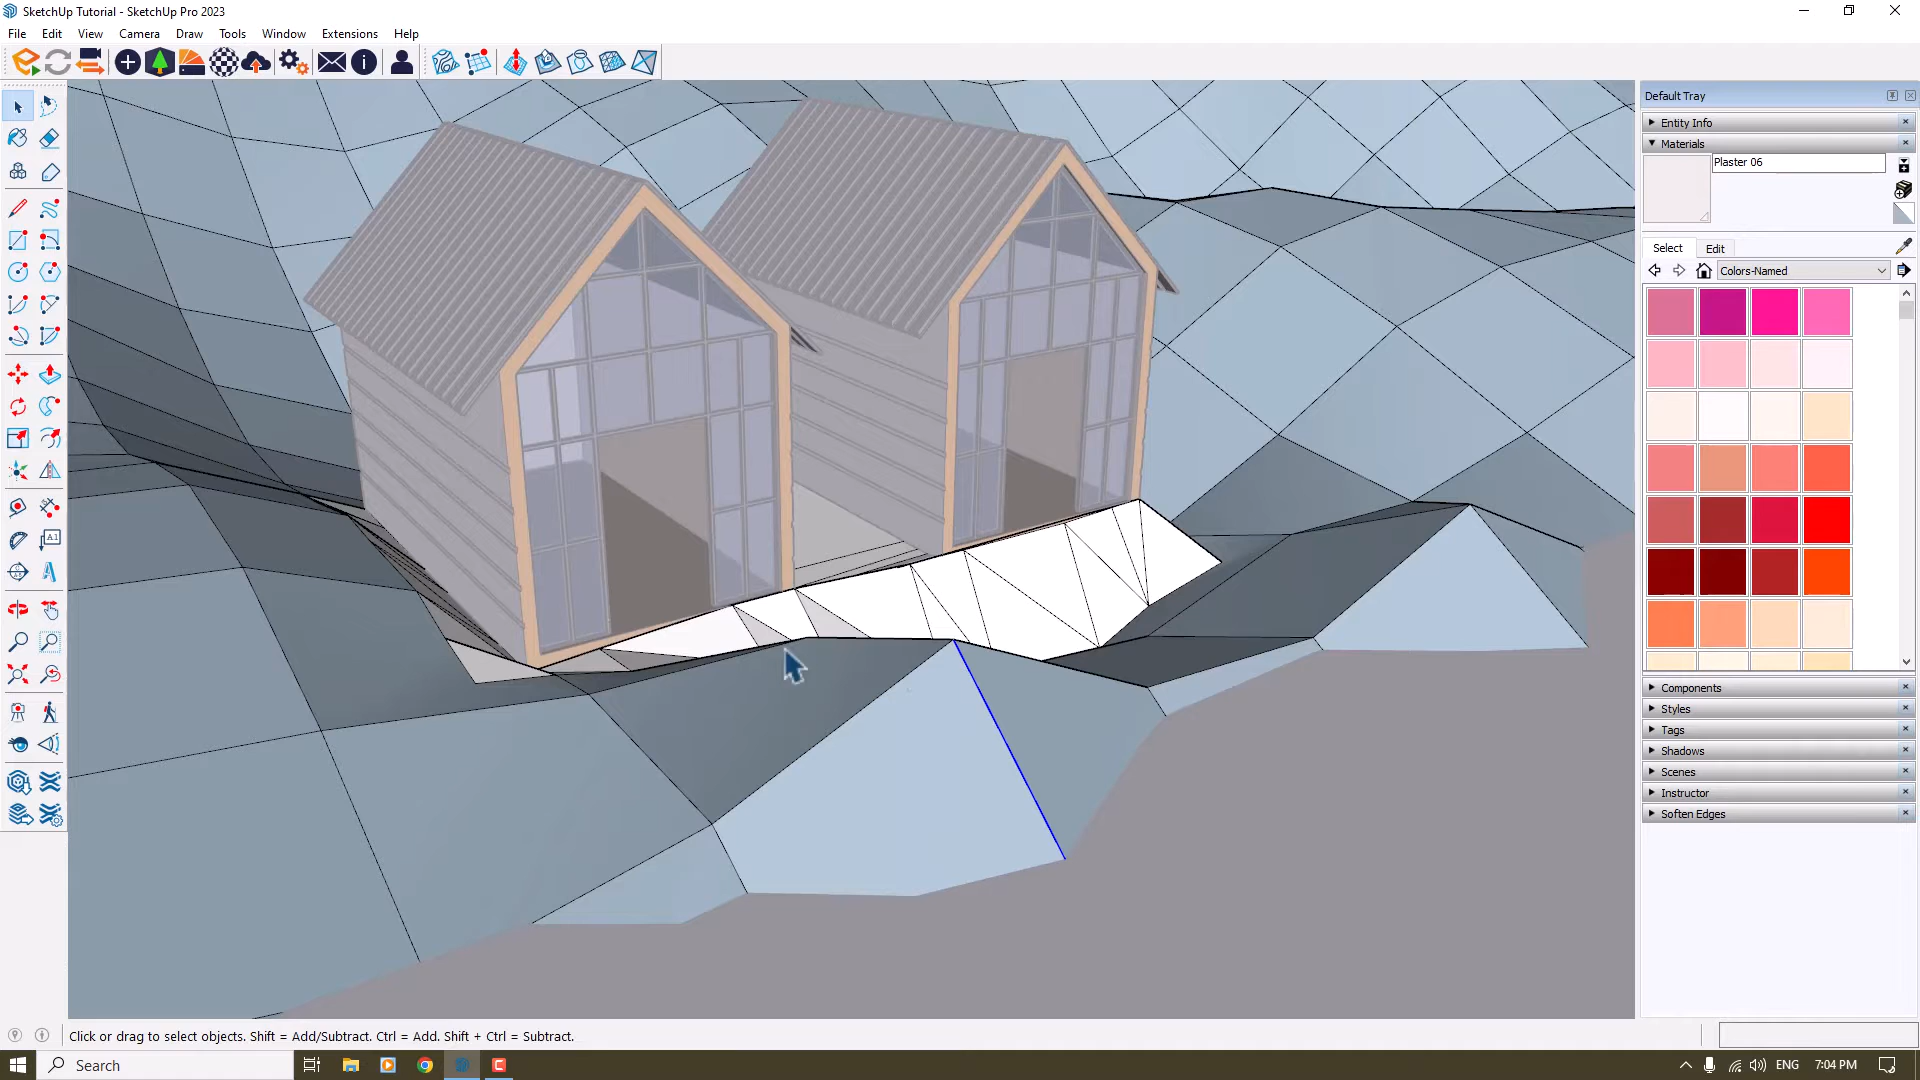 SketchUp Tutorial - SketchUp Pro 2023
File Edit View Camera Draw Tools Window Extensions Help
Default Tray
Entity Info
Materials
Plaster 06
Select Edit
Colors-Named
Components
Styles
Tags
Shadows
Scenes
Instructor
Soften Edges
A1
A
Click or drag to select objects. Shift = Add/Subtract. Ctrl = Add. Shift + Ctrl = Subtract.
Search
ENG 7:04 PM